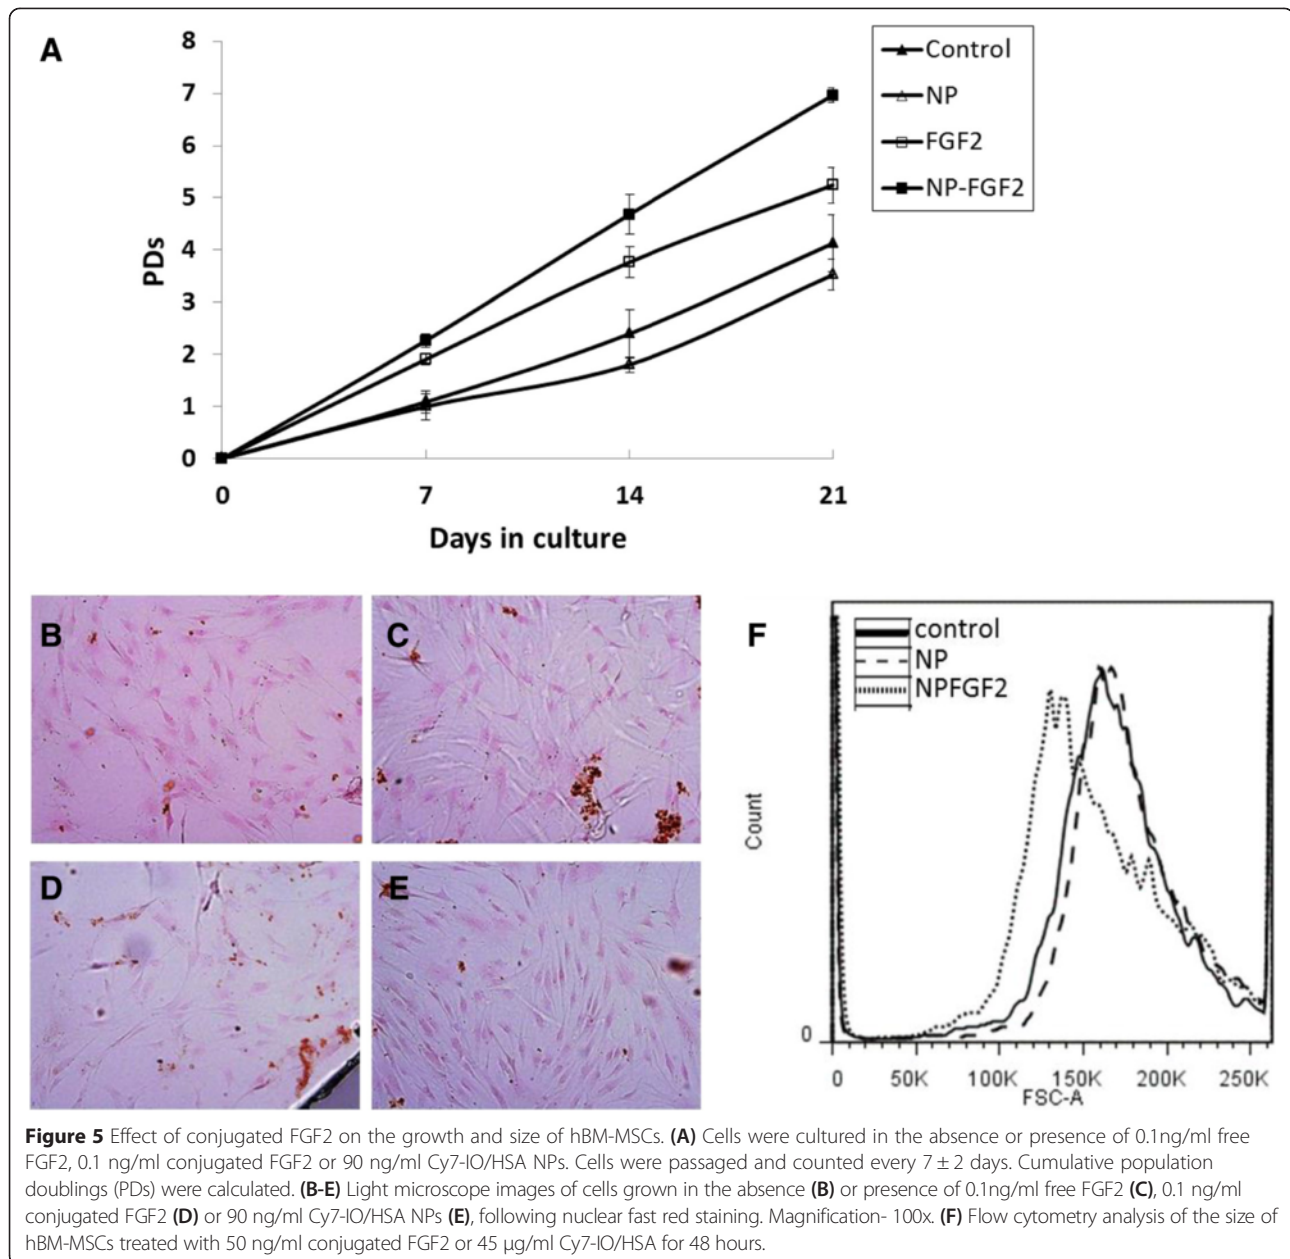 A
8
7
6
5
4
3
2
1
0
PDs
0 7 14 21
Days in culture
Control
NP
FGF2
NP-FGF2
B
C
D
E
F
control
NP
NPFGF2
Count
0
0 50K 100K 150K 200K 250K
FSC-A
Figure 5 Effect of conjugated FGF2 on the growth and size of hBM-MSCs. (A) Cells were cultured in the absence or presence of 0.1ng/ml free
FGF2, 0.1 ng/ml conjugated FGF2 or 90 ng/ml Cy7-IO/HSA NPs. Cells were passaged and counted every 7 ± 2 days. Cumulative population
doublings (PDs) were calculated. (B-E) Light microscope images of cells grown in the absence (B) or presence of 0.1ng/ml free FGF2 (C), 0.1 ng/ml
conjugated FGF2 (D) or 90 ng/ml Cy7-IO/HSA NPs (E), following nuclear fast red staining. Magnification- 100x. (F) Flow cytometry analysis of the size of
hBM-MSCs treated with 50 ng/ml conjugated FGF2 or 45 μg/ml Cy7-IO/HSA for 48 hours.